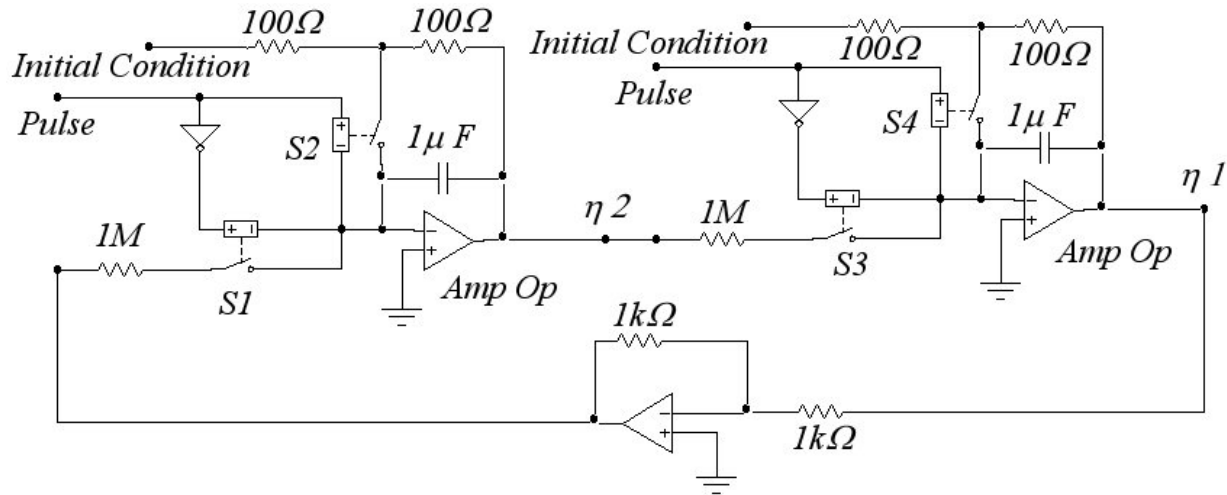 100Ω
100Ω
Initial Condition
Pulse
S2
1μ F
1M
S1
Amp Op
η 2
Initial Condition
100Ω
100Ω
Pulse
S4
1μ F
1M
S3
Amp Op
η 1
1kΩ
1kΩ